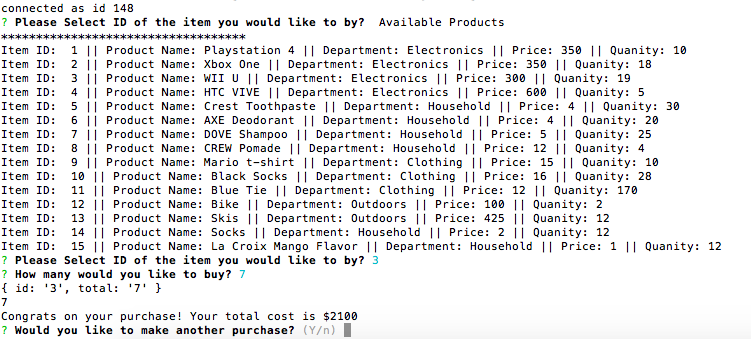 connected as id 148
? Please Select ID of the item you would like to by?  Available Products
***********************************
Item ID:  1 || Product Name: Playstation 4 || Department: Electronics || Price: 350 || Quanity: 10
Item ID:  2 || Product Name: Xbox One || Department: Electronics || Price: 350 || Quanity: 18
Item ID:  3 || Product Name: WII U || Department: Electronics || Price: 300 || Quanity: 19
Item ID:  4 || Product Name: HTC VIVE || Department: Electronics || Price: 600 || Quanity: 5
Item ID:  5 || Product Name: Crest Toothpaste || Department: Household || Price: 4 || Quanity: 30
Item ID:  6 || Product Name: AXE Deodorant || Department: Household || Price: 4 || Quanity: 20
Item ID:  7 || Product Name: DOVE Shampoo || Department: Household || Price: 5 || Quanity: 25
Item ID:  8 || Product Name: CREW Pomade || Department: Household || Price: 12 || Quanity: 4
Item ID:  9 || Product Name: Mario t-shirt || Department: Clothing || Price: 15 || Quanity: 10
Item ID:  10 || Product Name: Black Socks || Department: Clothing || Price: 16 || Quanity: 28
Item ID:  11 || Product Name: Blue Tie || Department: Clothing || Price: 12 || Quanity: 170
Item ID:  12 || Product Name: Bike || Department: Outdoors || Price: 100 || Quanity: 2
Item ID:  13 || Product Name: Skis || Department: Outdoors || Price: 425 || Quanity: 12
Item ID:  14 || Product Name: Socks || Department: Household || Price: 2 || Quanity: 12
Item ID:  15 || Product Name: La Croix Mango Flavor || Department: Household || Price: 1 || Quanity: 12
? Please Select ID of the item you would like to by? 3
? How many would you like to buy? 7
{ id: '3', total: '7' }
7
Congrats on your purchase! Your total cost is $2100
? Would you like to make another purchase? (Y/n)